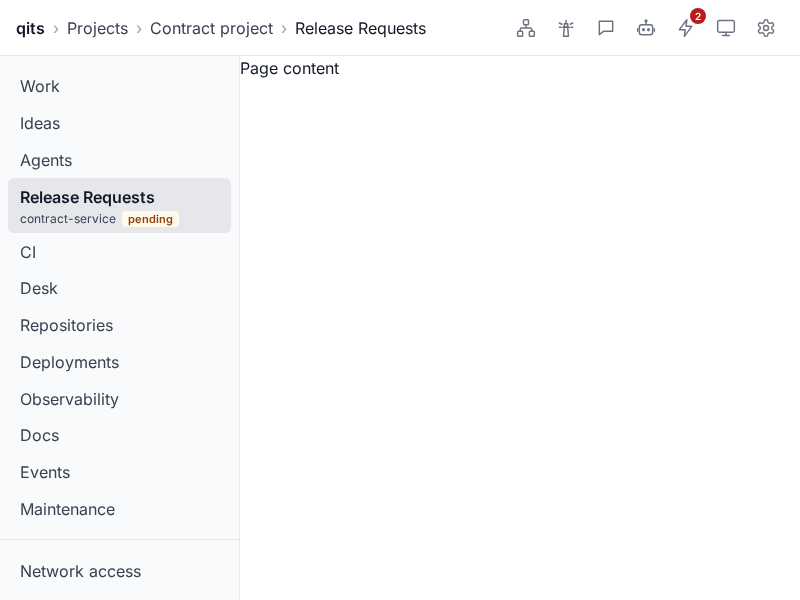 qits › Projects › Contract project › Release Requests
2
Work
Ideas
Agents
Release Requests
contract-service pending
CI
Desk
Repositories
Deployments
Observability
Docs
Events
Maintenance
Network access
Page content